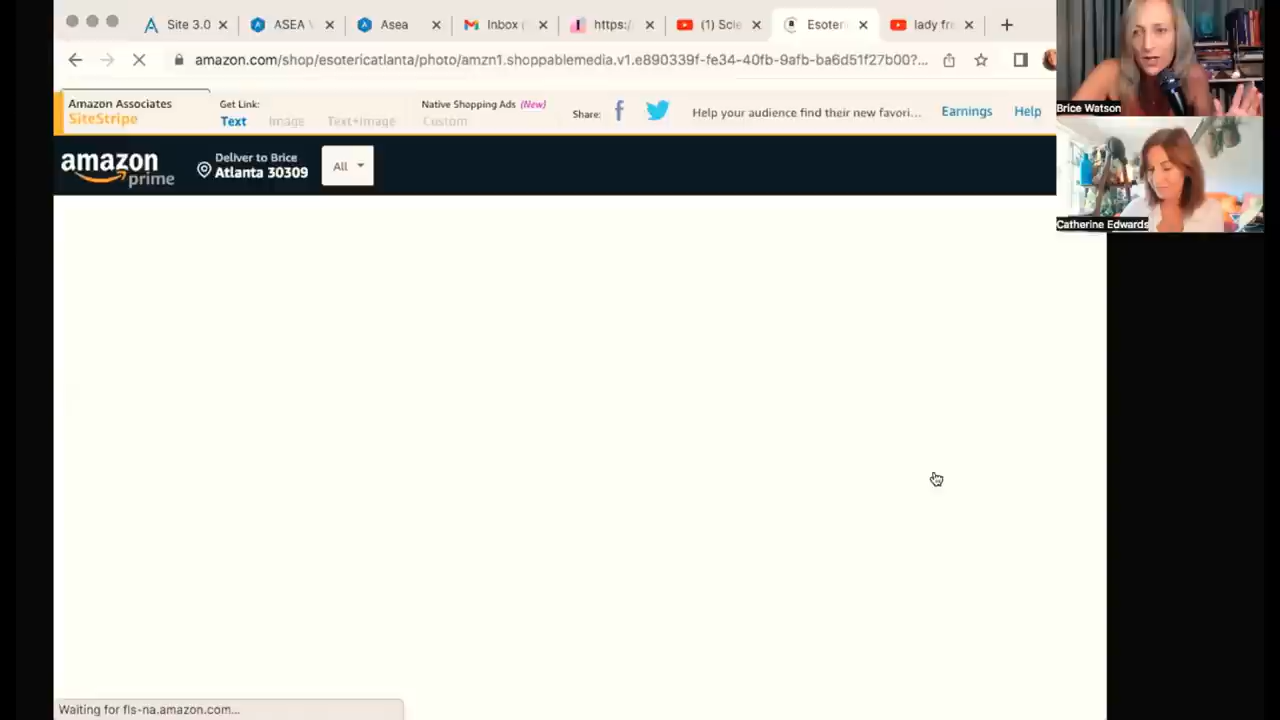 Site 3.0
ASEA
Asea
Inbox
https:/
(1) Scie
Esoteri
lady fre
amazon.com/shop/esotericatlanta/photo/amzn1.shoppablemedia.v1.e890339f-fe34-40fb-9afb-ba6d51f27b00?...
Amazon Associates
SiteStripe
Get Link:
Text
Image
Text+Image
Native Shopping Ads (New)
Custom
Share:
Help your audience find their new favori...
Earnings
Help
amazon
prime
Deliver to Brice
Atlanta 30309
All
Brice Watson
Catherine Edwards
Waiting for fls-na.amazon.com...